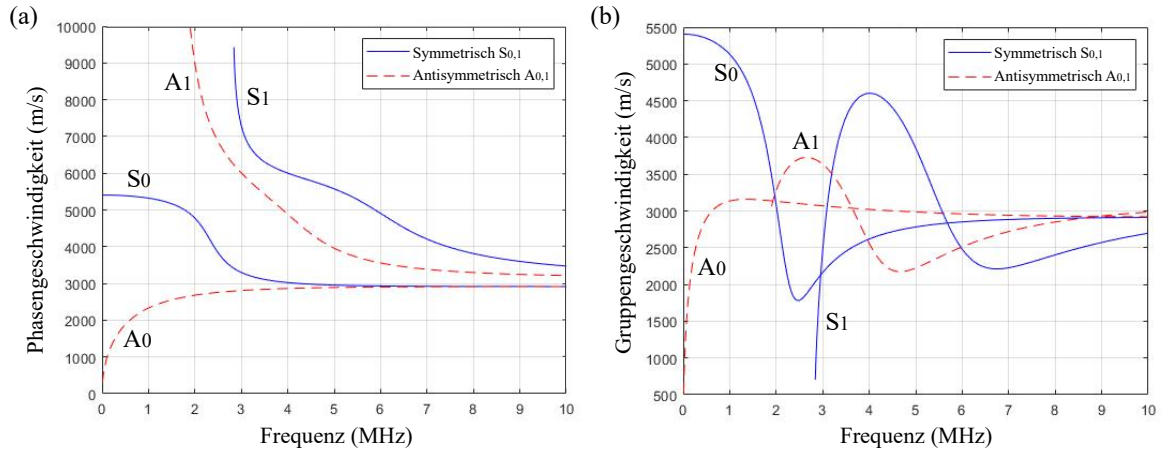 (a)
10000
9000
8000
7000
6000
5000
4000
3000
2000
1000
0
Phasengeschwindigkeit (m/s)
Symmetrisch S0,1
Antisymmetrisch A0,1
A1
S1
S0
A0
0 1 2 3 4 5 6 7 8 9 10
Frequenz (MHz)
(b)
5500
5000
4500
4000
3500
3000
2500
2000
1500
1000
500
Gruppengeschwindigkeit (m/s)
Symmetrisch S0,1
Antisymmetrisch A0,1
S0
A1
A0
S1
0 1 2 3 4 5 6 7 8 9 10
Frequenz (MHz)